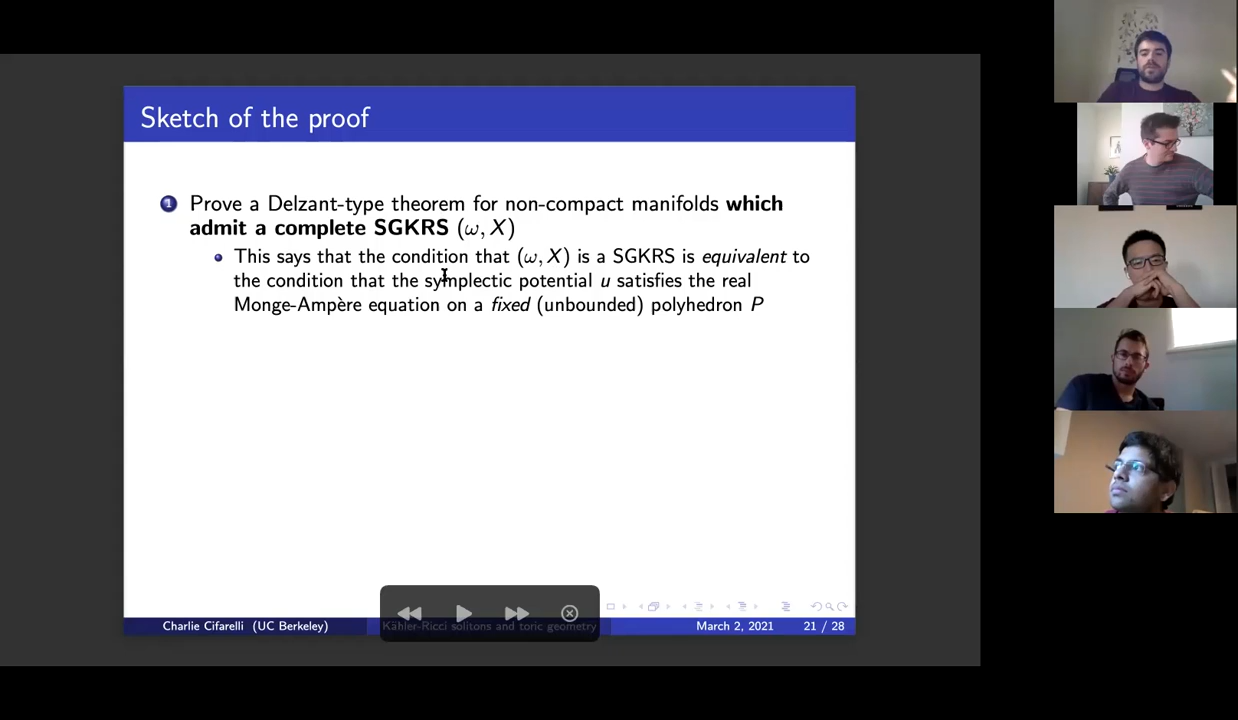 Sketch of the proof
1 Prove a Delzant-type theorem for non-compact manifolds which
admit a complete SGKRS (ω, X)
This says that the condition that (ω, X) is a SGKRS is equivalent to
the condition that the symplectic potential u satisfies the real
Monge-Ampère equation on a fixed (unbounded) polyhedron P
Charlie Cifarelli (UC Berkeley) Kähler-Ricci solitons and toric geometry March 2, 2021 21 / 28